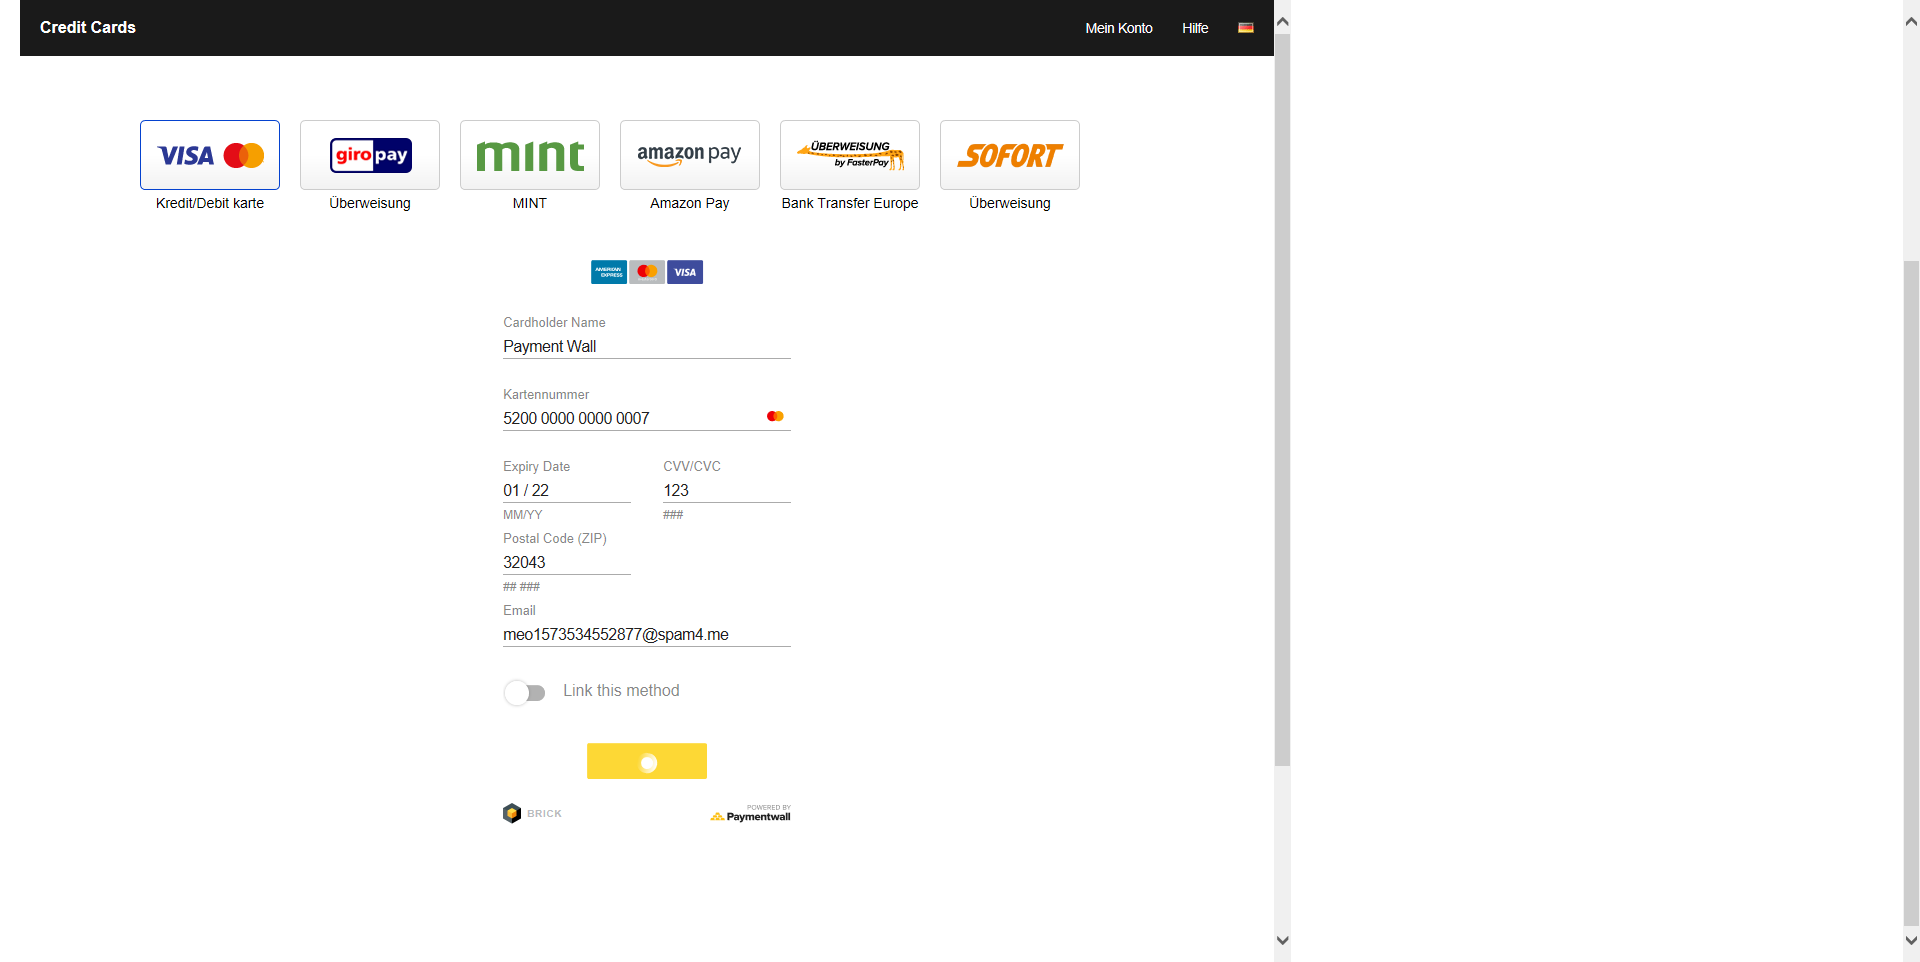 Credit Cards
Mein Konto Hilfe
VISA
giro pay
mint
amazon pay
ÜBERWEISUNG
by FasterPay
SOFORT
Kredit/Debit karte
Überweisung
MINT
Amazon Pay
Bank Transfer Europe
Überweisung
AMERICAN
EXPRESS
VISA
Cardholder Name
Payment Wall
Kartennummer
5200 0000 0000 0007
Expiry Date
CVV/CVC
01 / 22
123
MM/YY
###
Postal Code (ZIP)
32043
## ###
Email
meo1573534552877@spam4.me
Link this method
BRICK
POWERED BY
Paymentwall